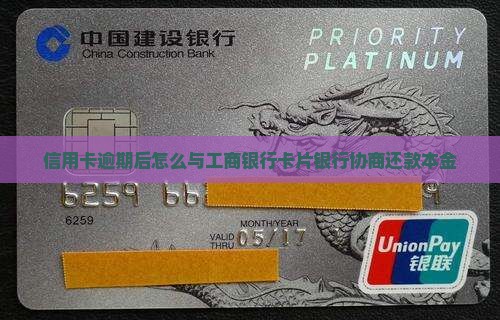 中国建设银行
China Construction Bank
PRIORITY
PLATINUM
信用卡逾期后怎么与工商银行卡片银行协商还款本金
6259 66 9
6259
MONTH/YEAR
VALID THRU 05/17
UnionPay
银联